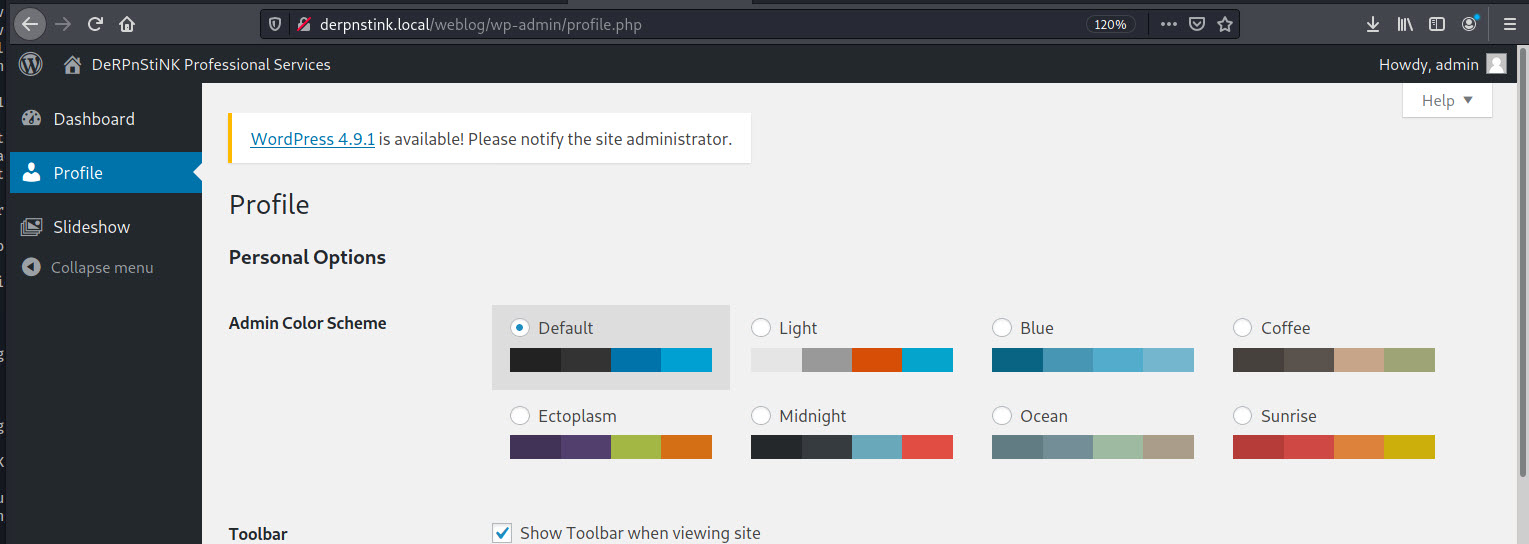 derpnstink.local/weblog/wp-admin/profile.php 120%
DeRPnStiNK Professional Services Howdy, admin
Help
Dashboard
WordPress 4.9.1 is available! Please notify the site administrator.
Profile
Profile
Slideshow
Personal Options
Collapse menu
Admin Color Scheme Default Light Blue Coffee
Ectoplasm Midnight Ocean Sunrise
Toolbar Show Toolbar when viewing site